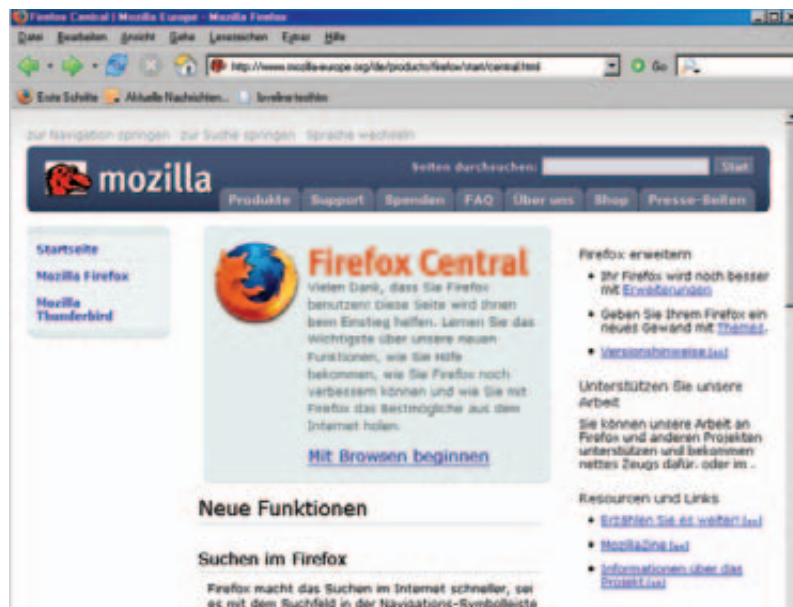 Firefox Central | Mozilla Europe - Mozilla Firefox
Datei Bearbeiten Ansicht Gehe Lesezeichen Extras Hilfe
http://www.mozilla-europe.org/de/products/firefox/start/central.html Go
Erste Schritte Aktuelle Nachrichten...
zur Navigation springen zur Suche springen Sprache wechseln
mozilla
Seiten durchsuchen: Start
Produkte Support Spenden FAQ Über uns Shop Presse-Seiten
Startseite
Mozilla Firefox
Mozilla
Thunderbird
Firefox Central
Vielen Dank, dass Sie Firefox
benutzen! Diese Seite wird Ihnen
beim Einstieg helfen. Lernen Sie das
Wichtigste über unsere neuen
Funktionen, wie Sie Hilfe
bekommen, wie Sie Firefox noch
verbessern können und wie Sie mit
Firefox das Bestmögliche aus dem
Internet holen.
Mit Browsen beginnen
Neue Funktionen
Suchen im Firefox
Firefox macht das Suchen im Internet schneller, sei
es mit dem Suchfeld in der Navigations-Symbolleiste
Firefox erweitern
• Ihr Firefox wird noch besser
mit Erweiterungen
• Geben Sie Ihrem Firefox ein
neues Gewand mit Themes.
• Versionshinweise [en]
Unterstützen Sie unsere
Arbeit
Sie können unsere Arbeit an
Firefox und anderen Projekten
unterstützen und bekommen
nettes Zeugs dafür. oder im .
Resourcen und Links
• Erzählen Sie es weiter! [en]
• MozillaZine [en]
• Informationen über das
Projekt [en]